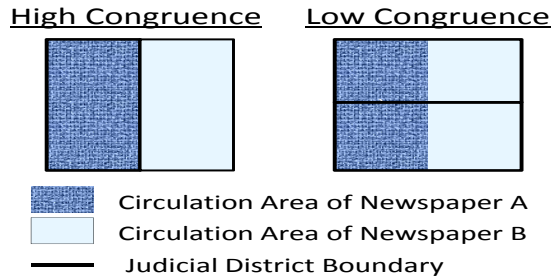 High Congruence
Low Congruence
Circulation Area of Newspaper A
Circulation Area of Newspaper B
Judicial District Boundary